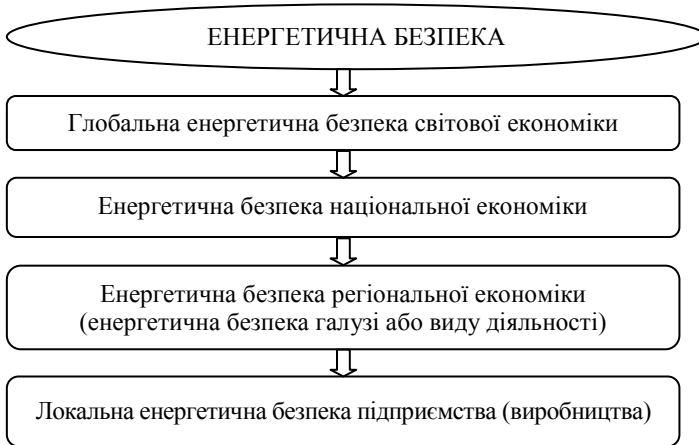 ЕНЕРГЕТИЧНА БЕЗПЕКА
Глобальна енергетична безпека світової економіки
Енергетична безпека національної економіки
Енергетична безпека регіональної економіки
(енергетична безпека галузі або виду діяльності)
Локальна енергетична безпека підприємства (виробництва)